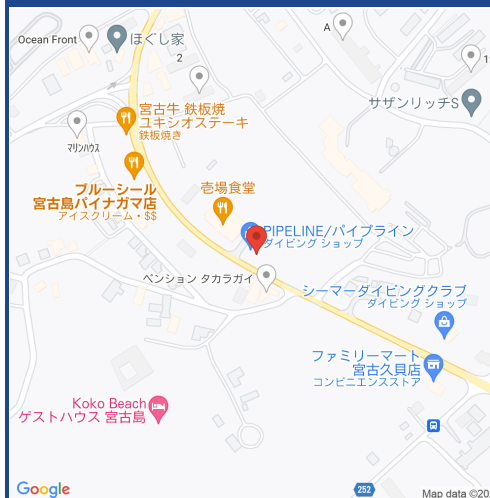 Ocean Front
ほぐし家
A
2
1
宮古牛 鉄板焼
ユキシオステーキ
鉄板焼き
サザンリッチS
マリンハウス
ブルーシール
宮古島パイナガマ店
アイスクリーム・$$
壱場食堂
PIPELINE/パイプライン
ダイビング ショップ
ペンション タカラガイ
シーマーダイビングクラブ
ダイビング ショップ
ファミリーマート
宮古久貝店
コンビニエンスストア
Koko Beach
ゲストハウス 宮古島
252
Google
Map data ©20